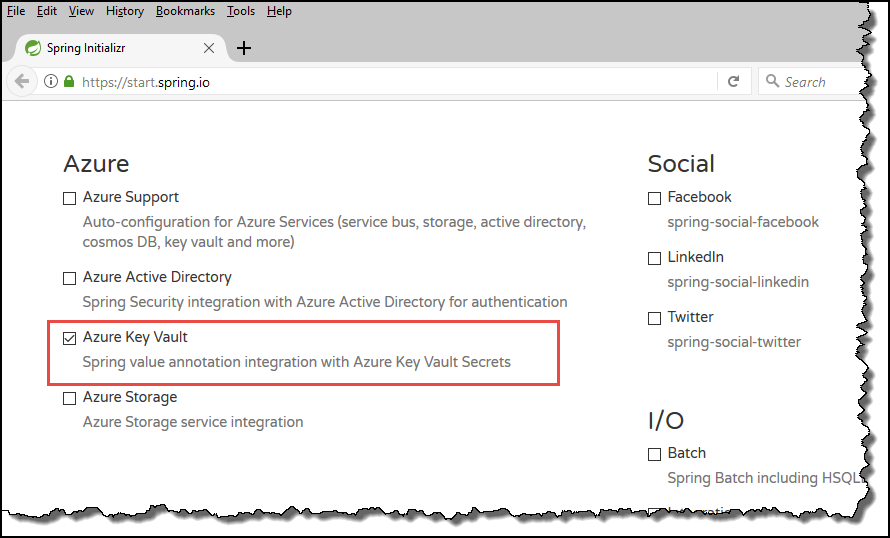 File Edit View History Bookmarks Tools Help
Spring Initializr
https://start.spring.io
Search
Azure
Azure Support
Auto-configuration for Azure Services (service bus, storage, active directory,
cosmos DB, key vault and more)
Azure Active Directory
Spring Security integration with Azure Active Directory for authentication
Azure Key Vault
Spring value annotation integration with Azure Key Vault Secrets
Azure Storage
Azure Storage service integration
Social
Facebook
spring-social-facebook
LinkedIn
spring-social-linkedin
Twitter
spring-social-twitter
I/O
Batch
Spring Batch including HSQL